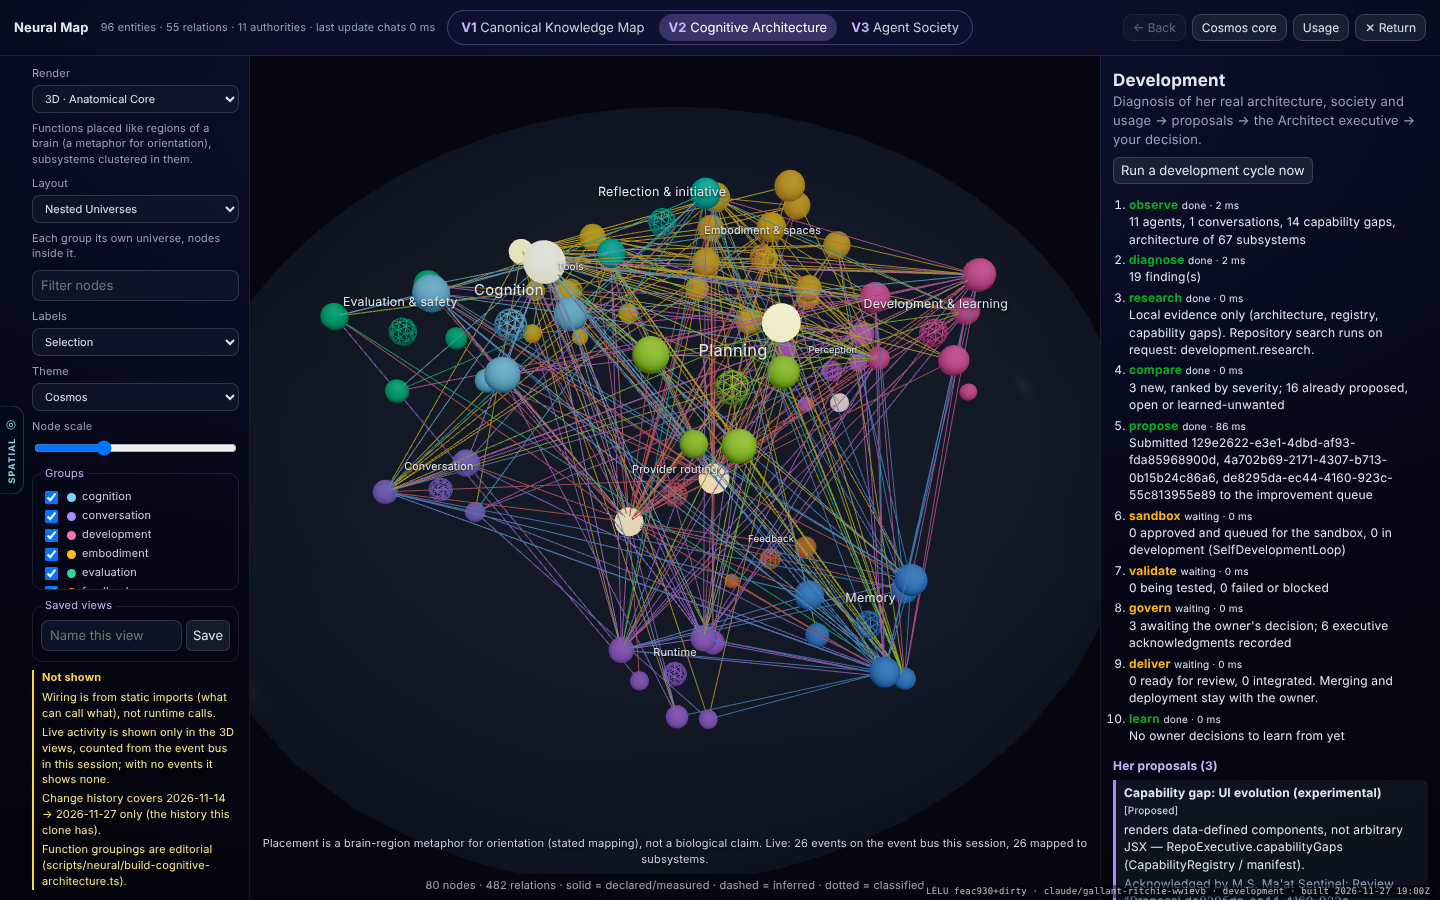 Neural Map
96 entities · 55 relations · 11 authorities · last update chats 0 ms
V1 Canonical Knowledge Map
V2 Cognitive Architecture
V3 Agent Society
← Back
Cosmos core
Usage
✕ Return
SPATIAL ◎
Render
3D · Anatomical Core
Functions placed like regions of a
brain (a metaphor for orientation),
subsystems clustered in them.
Layout
Nested Universes
Each group its own universe, nodes
inside it.
Filter nodes
Labels
Selection
Theme
Cosmos
Node scale
Groups
cognition
conversation
development
embodiment
evaluation
Saved views
Name this view
Save
Not shown
Wiring is from static imports (what
can call what), not runtime calls.
Live activity is shown only in the 3D
views, counted from the event bus
in this session; with no events it
shows none.
Change history covers 2026-11-14
→ 2026-11-27 only (the history this
clone has).
Function groupings are editorial
(scripts/neural/build-cognitive-
architecture.ts).
Reflection & initiative
Embodiment & spaces
Tools
Cognition
Evaluation & safety
Development & learning
Planning
Perception
Conversation
Provider routing
Feedback
Memory
Runtime
Placement is a brain-region metaphor for orientation (stated mapping), not a biological claim. Live: 26 events on the event bus this session, 26 mapped to
subsystems.
80 nodes · 482 relations · solid = declared/measured · dashed = inferred · dotted = classified
Development
Diagnosis of her real architecture, society and
usage → proposals → the Architect executive →
your decision.
Run a development cycle now
1. observe done · 2 ms
11 agents, 1 conversations, 14 capability gaps,
architecture of 67 subsystems
2. diagnose done · 2 ms
19 finding(s)
3. research done · 0 ms
Local evidence only (architecture, registry,
capability gaps). Repository search runs on
request: development.research.
4. compare done · 0 ms
3 new, ranked by severity; 16 already proposed,
open or learned-unwanted
5. propose done · 86 ms
Submitted 129e2622-e3e1-4dbd-af93-
fda85968900d, 4a702b69-2171-4307-b713-
0b15b24c86a6, de8295da-ec44-4160-923c-
55c813955e89 to the improvement queue
6. sandbox waiting · 0 ms
0 approved and queued for the sandbox, 0 in
development (SelfDevelopmentLoop)
7. validate waiting · 0 ms
0 being tested, 0 failed or blocked
8. govern waiting · 0 ms
3 awaiting the owner's decision; 6 executive
acknowledgments recorded
9. deliver waiting · 0 ms
0 ready for review, 0 integrated. Merging and
deployment stay with the owner.
10. learn done · 0 ms
No owner decisions to learn from yet
Her proposals (3)
Capability gap: UI evolution (experimental)
[Proposed]
renders data-defined components, not arbitrary
JSX — RepoExecutive.capabilityGaps
(CapabilityRegistry / manifest).
Acknowledged by M.S. Ma'at Sentinel: Review
LÉLU feac930+dirty · claude/gallant-ritchie-wwievb · development · built 2026-11-27 19:00Z